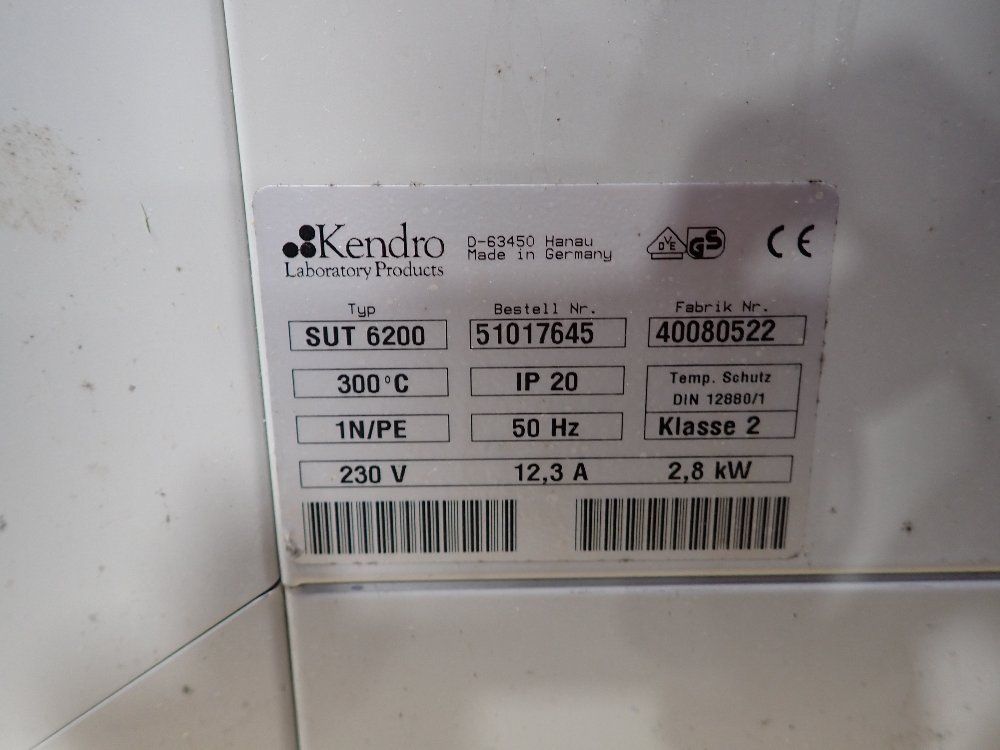 Kendro
Laboratory Products
D-63450 Hanau
Made in Germany
VDE
GS
CE
Typ
Bestell Nr.
Fabrik Nr.
SUT 6200
51017645
40080522
300°C
IP 20
Temp. Schutz
DIN 12880/1
1N/PE
50 Hz
Klasse 2
230 V 12,3 A 2,8 kW